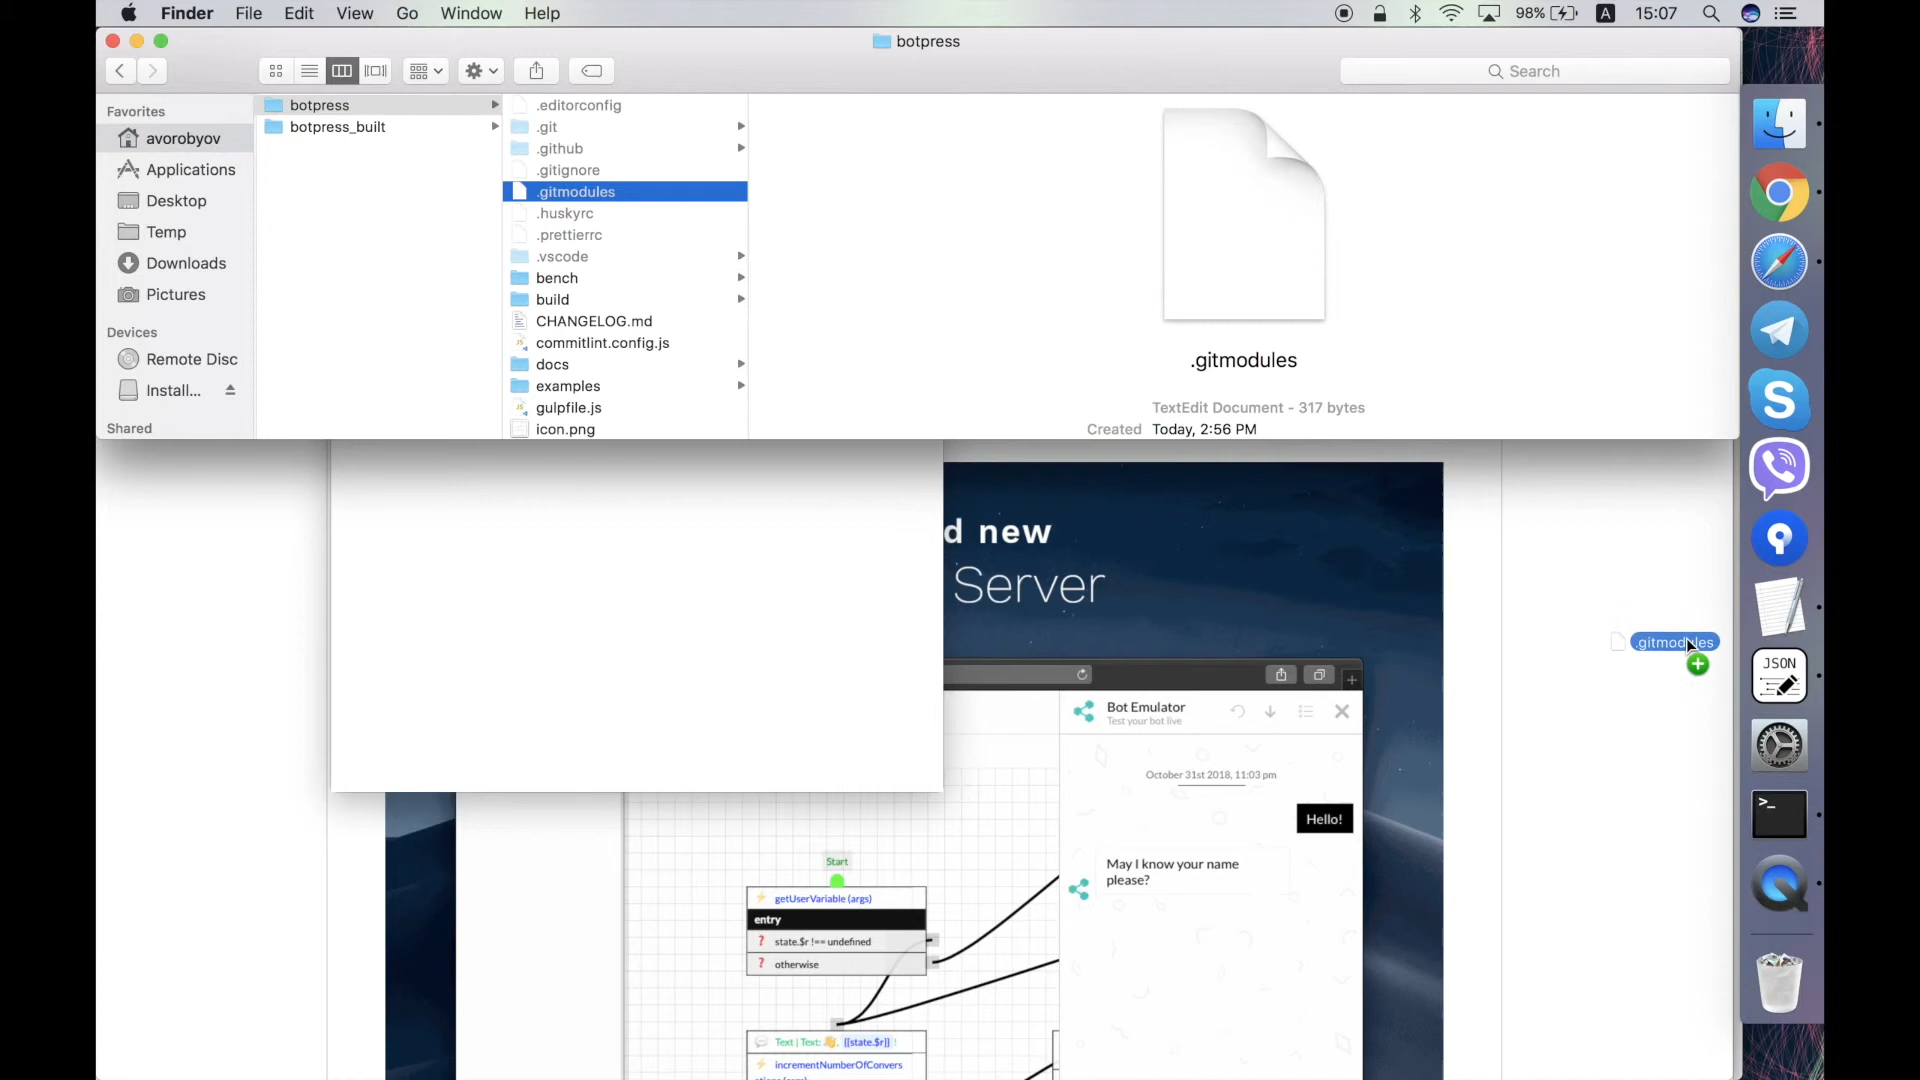 Finder File Edit View Go Window Help
98% A 15:07
botpress
Search
Favorites
avorobyov
Applications
Desktop
Temp
Downloads
Pictures
Devices
Remote Disc
Install...
Shared
botpress
botpress_built
.editorconfig
.git
.github
.gitignore
.gitmodules
.huskyrc
.prettierrc
.vscode
bench
build
CHANGELOG.md
commitlint.config.js
docs
examples
gulpfile.js
icon.png
.gitmodules
TextEdit Document - 317 bytes
Created Today, 2:56 PM
d new
Server
.gitmodules
JSON
Bot Emulator
Test your bot live
October 31st 2018, 11:03 pm
Hello!
May I know your name
please?
Start
getUserVariable (args)
entry
state.$r !== undefined
otherwise
Text | Text: 👋, {{state.$r}} !
incrementNumberOfConvers